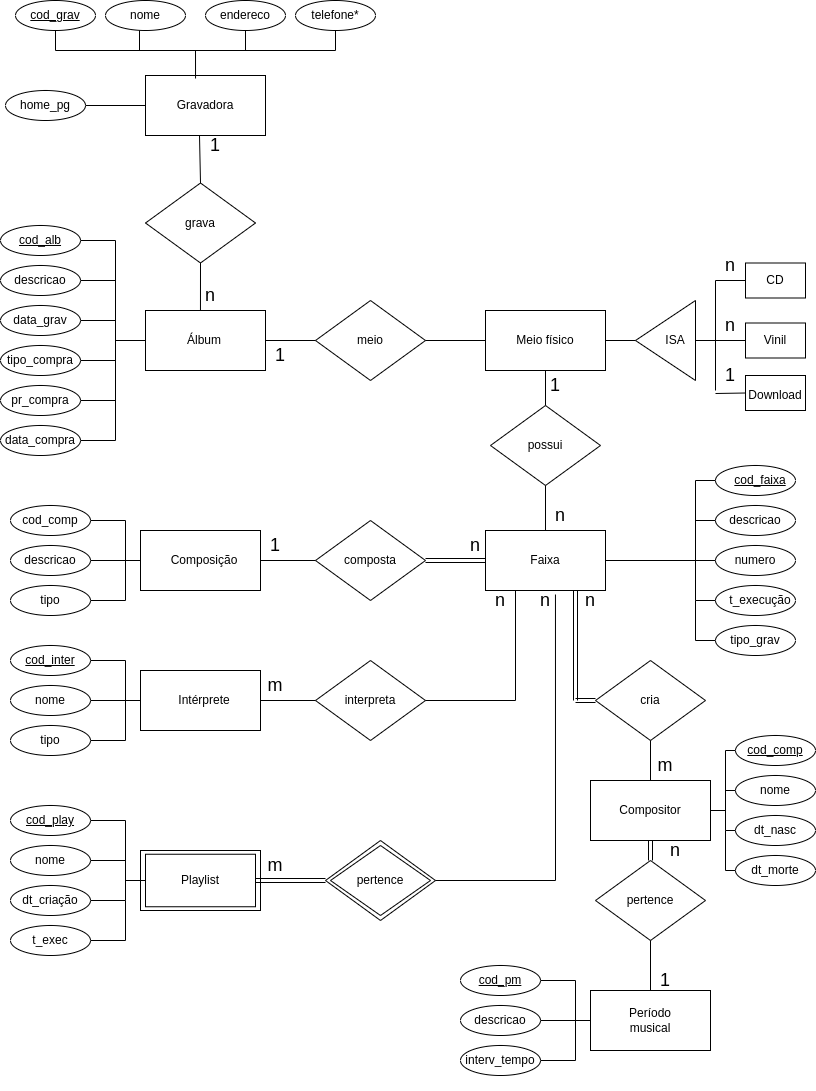 cod_grav
nome
endereco
telefone*
home_pg
Gravadora
1
grava
n
cod_alb
descricao
data_grav
tipo_compra
pr_compra
data_compra
Álbum
1
meio
Meio físico
ISA
n
CD
n
Vinil
1
Download
1
possui
n
cod_comp
descricao
tipo
Composição
1
composta
n
Faixa
n
n
n
cod_faixa
descricao
numero
t_execução
tipo_grav
cod_inter
nome
tipo
Intérprete
m
interpreta
cria
m
Compositor
cod_comp
nome
dt_nasc
dt_morte
cod_play
nome
dt_criação
t_exec
Playlist
m
pertence
n
pertence
1
cod_pm
descricao
interv_tempo
Período
musical